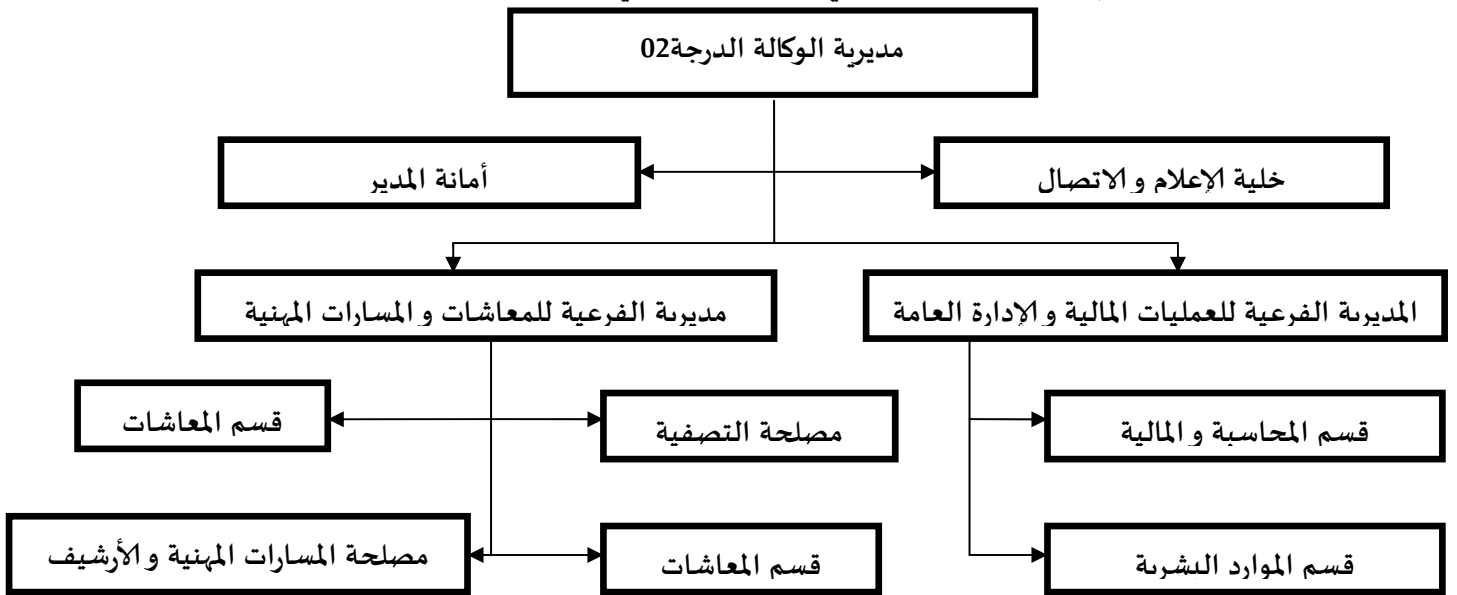 مديرية الوكالة الدرجة02
خلية الإعلام و الاتصال
أمانة المدير
المديرية الفرعية للعمليات المالية و الإدارة العامة
مديرية الفرعية للمعاشات و المسارات المهنية
قسم المحاسبة و المالية
مصلحة التصفية
قسم المعاشات
قسم الموارد البشرية
قسم المعاشات
مصلحة المسارات المهنية و الأرشيف